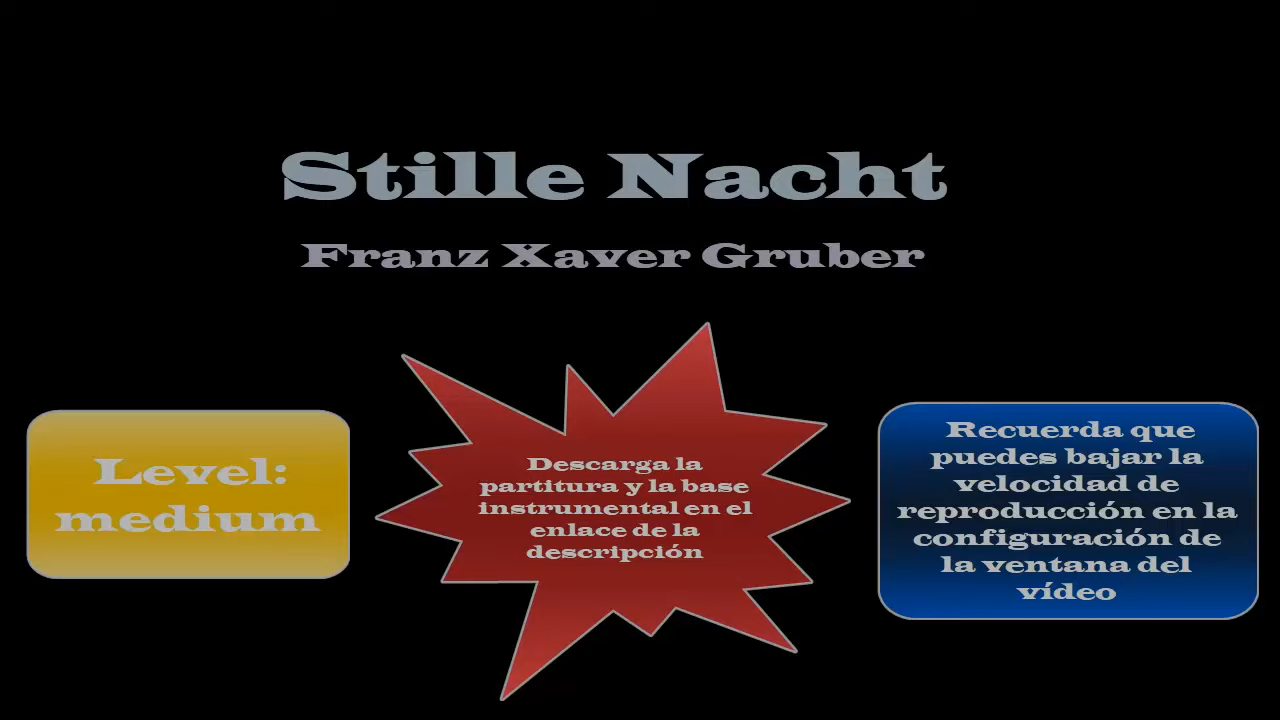 Stille Nacht
Franz Xaver Gruber
Level:
medium
Descarga la
partitura y la base
instrumental en el
enlace de la
descripción
Recuerda que
puedes bajar la
velocidad de
reproducción en la
configuración de
la ventana del
vídeo